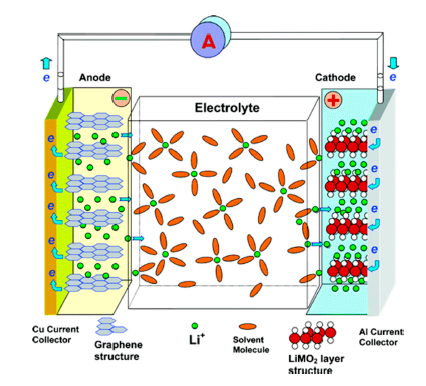 A
e
e
Anode
Cathode
−
+
Electrolyte
e
e
e
e
e
e
e
e
Cu Current
Collector
Graphene
structure
Li+
Solvent
Molecule
LiMO2 layer
structure
Al Current
Collector